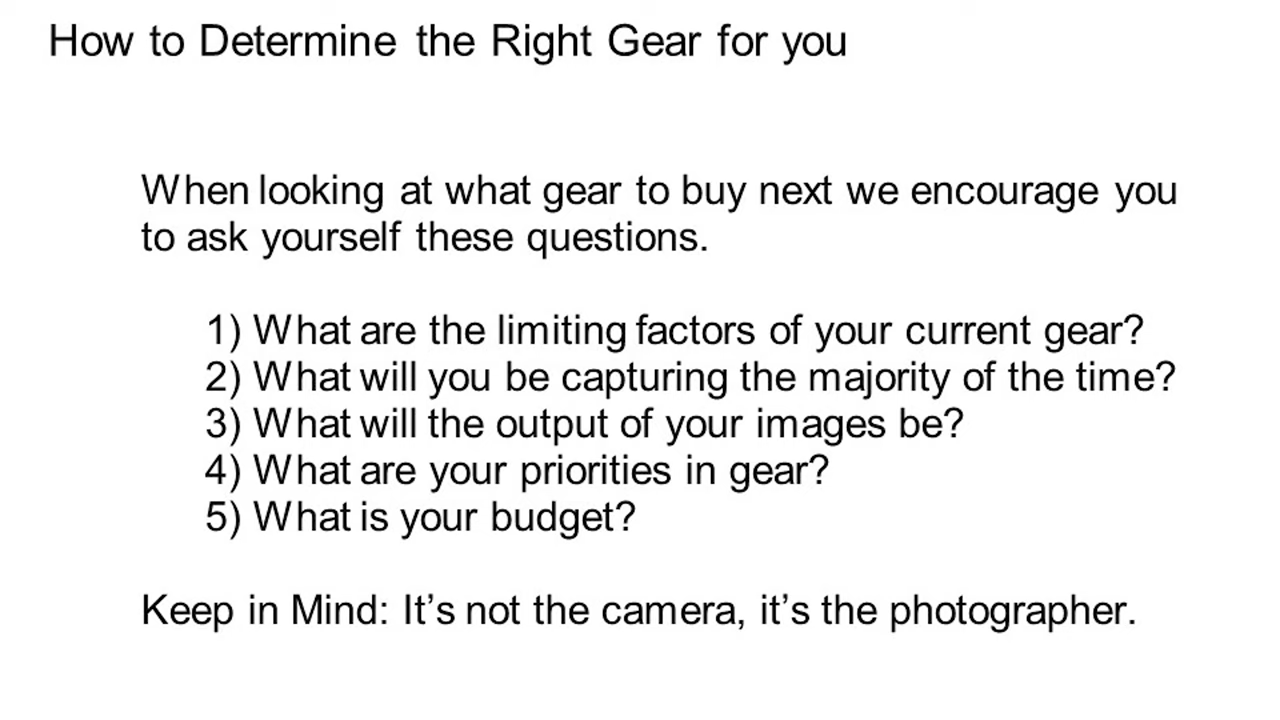 How to Determine the Right Gear for you
When looking at what gear to buy next we encourage you
to ask yourself these questions.
1) What are the limiting factors of your current gear?
2) What will you be capturing the majority of the time?
3) What will the output of your images be?
4) What are your priorities in gear?
5) What is your budget?
Keep in Mind: It’s not the camera, it’s the photographer.